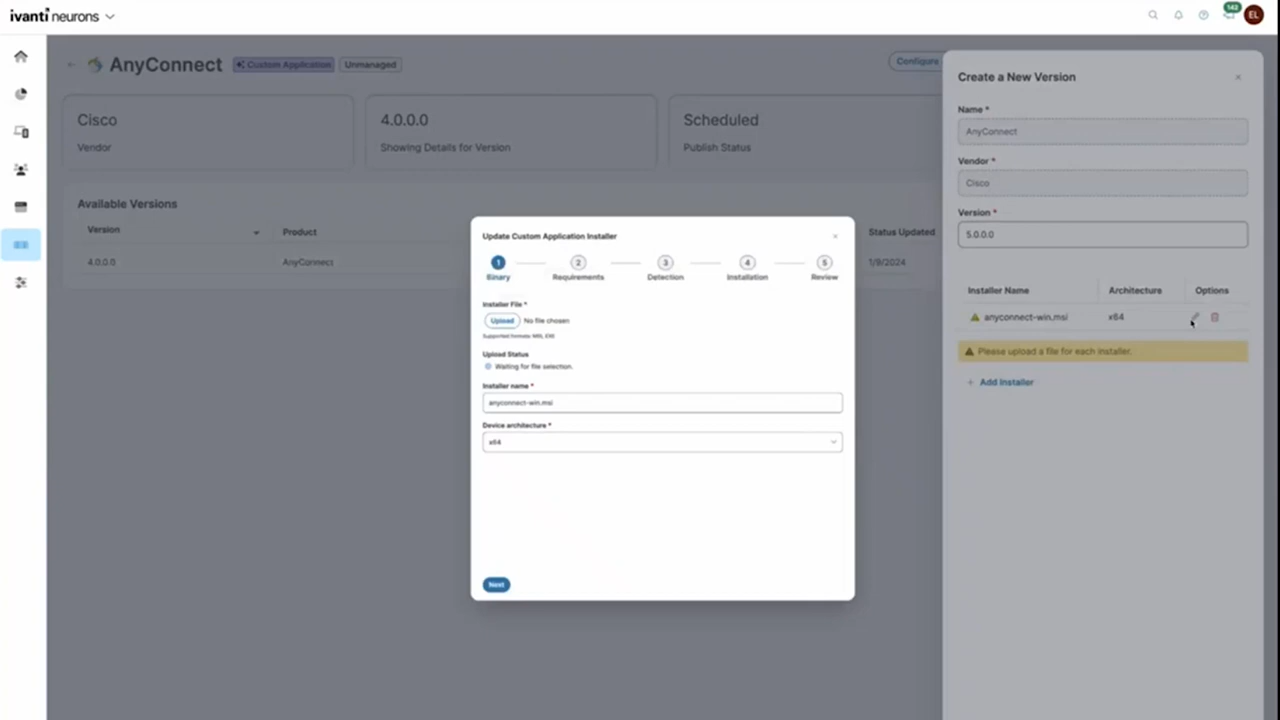 ivanti neurons
142
EL
AnyConnect
Custom Application
Unmanaged
Configure
Cisco
Vendor
4.0.0.0
Showing Details for Version
Scheduled
Publish Status
Available Versions
Version
Product
Status Updated
4.0.0.0
AnyConnect
1/9/2024
Update Custom Application Installer
1
2
3
4
5
Binary
Requirements
Detection
Installation
Review
Installer File *
Upload
No file chosen
Supported formats: MSI, EXE
Upload Status
Waiting for file selection.
Installer name *
anyconnect-win.msi
Device architecture *
x64
Next
Create a New Version
Name *
AnyConnect
Vendor *
Cisco
Version *
5.0.0.0
Installer Name
Architecture
Options
anyconnect-win.msi
x64
Please upload a file for each installer.
+ Add Installer